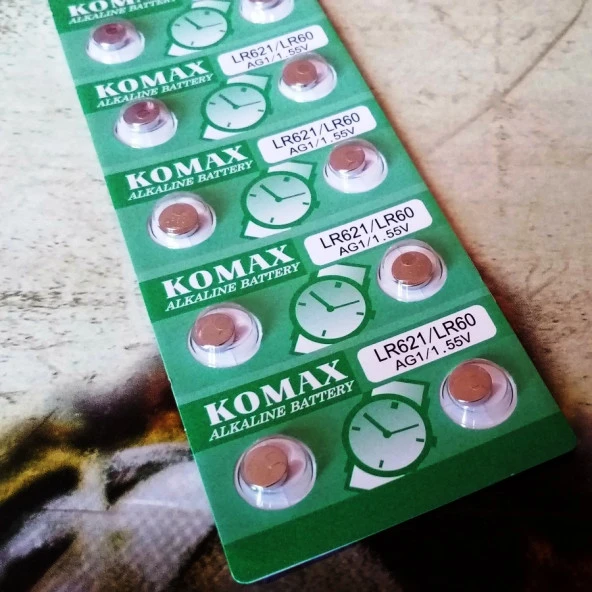 KOMAX
ALKALINE BATTERY
LR621/LR60
AG1/1.55V
KOMAX
ALKALINE BATTERY
LR621/LR60
AG1/1.55V
KOMAX
ALKALINE BATTERY
LR621/LR60
AG1/1.55V
KOMAX
ALKALINE BATTERY
LR621/LR60
AG1/1.55V
KOMAX
ALKALINE BATTERY